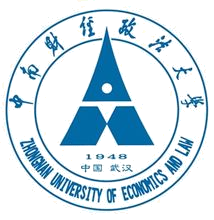 中南财经政法大学
1948
中国 武汉
ZHONGNAN UNIVERSITY OF ECONOMICS AND LAW